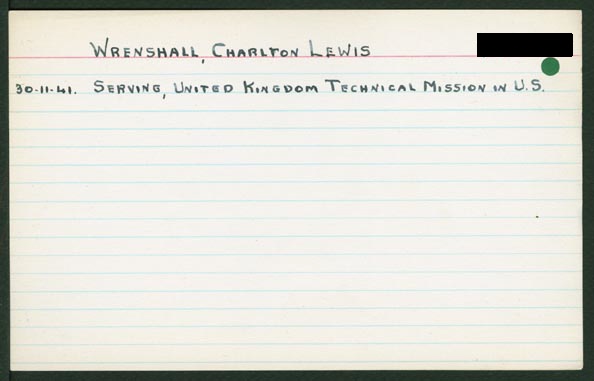 WRENSHALL, CHARLTON LEWIS
30-11-41. SERVING, UNITED KINGDOM TECHNICAL MISSION IN U.S.